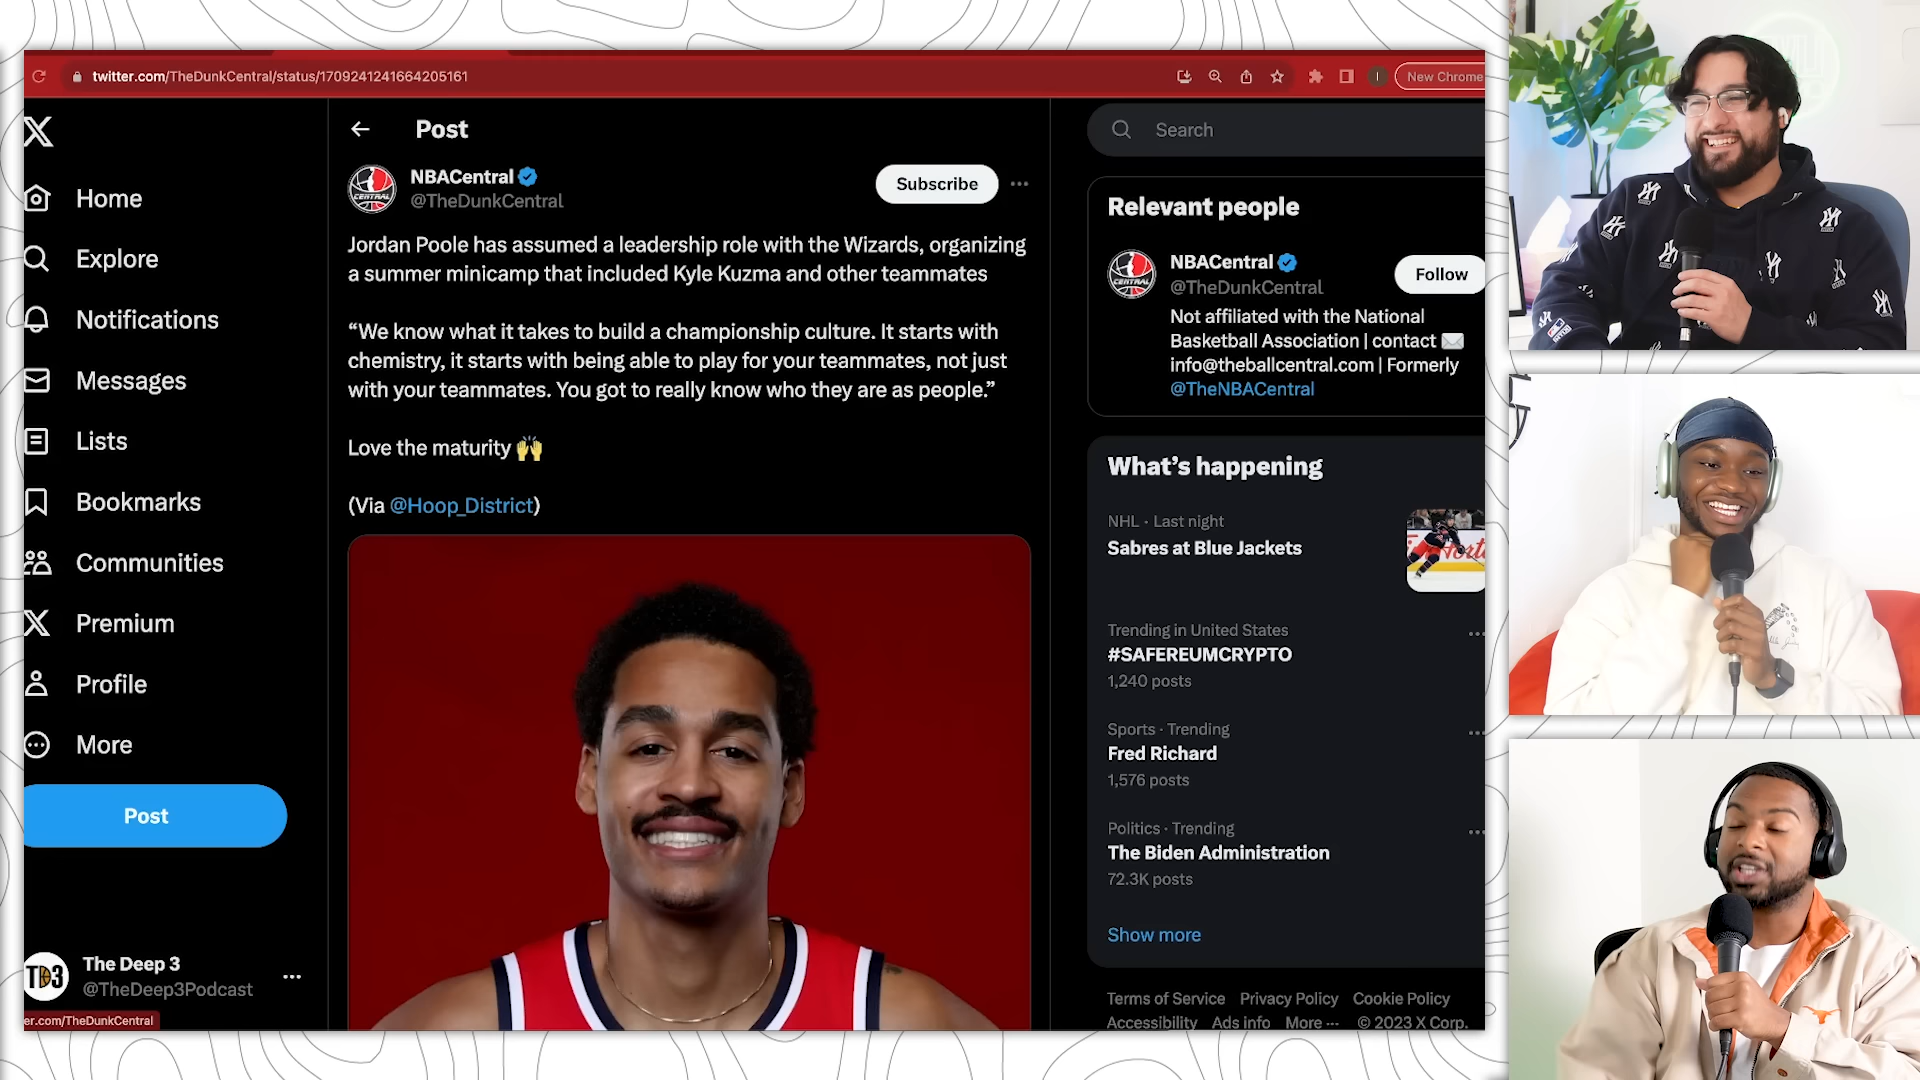 twitter.com/TheDunkCentral/status/1709241241664205161
New Chrome
Home
Explore
Notifications
Messages
Lists
Bookmarks
Communities
Premium
Profile
More
Post
The Deep 3
@TheDeep3Podcast
TD3
er.com/TheDunkCentral
Post
NBACentral
@TheDunkCentral
CENTRAL
Subscribe
Jordan Poole has assumed a leadership role with the Wizards, organizing
a summer minicamp that included Kyle Kuzma and other teammates
“We know what it takes to build a championship culture. It starts with
chemistry, it starts with being able to play for your teammates, not just
with your teammates. You got to really know who they are as people.”
Love the maturity 🙌
(Via @Hoop_District)
Search
Relevant people
NBACentral
@TheDunkCentral
CENTRAL
Follow
Not affiliated with the National
Basketball Association | contact ✉️
info@theballcentral.com | Formerly
@TheNBACentral
What’s happening
NHL · Last night
Sabres at Blue Jackets
Trending in United States
#SAFEREUMCRYPTO
1,240 posts
Sports · Trending
Fred Richard
1,576 posts
Politics · Trending
The Biden Administration
72.3K posts
Show more
Terms of Service Privacy Policy Cookie Policy
Accessibility Ads info More ··· © 2023 X Corp.